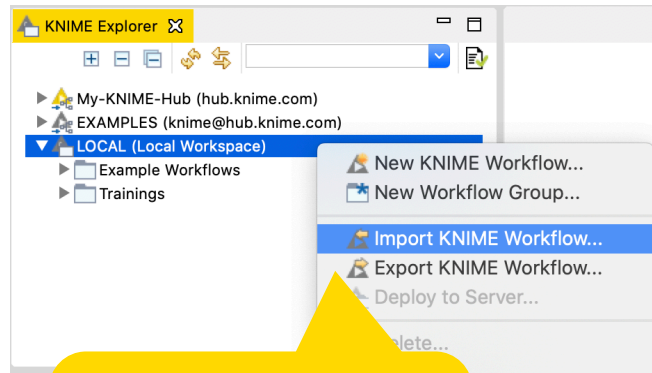 KNIME Explorer
My-KNIME-Hub (hub.knime.com)
EXAMPLES (knime@hub.knime.com)
LOCAL (Local Workspace)
Example Workflows
Trainings
New KNIME Workflow...
New Workflow Group...
Import KNIME Workflow...
Export KNIME Workflow...
Deploy to Server...
elete...